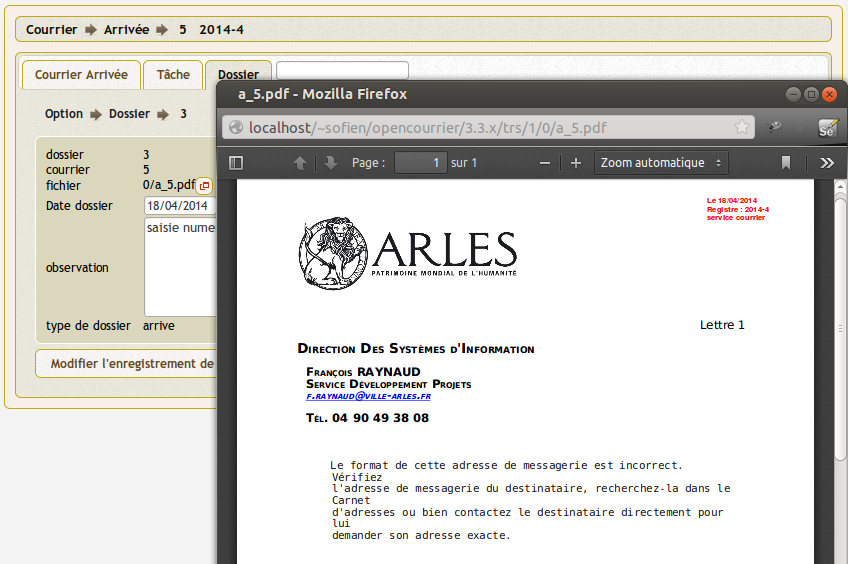 Courrier Arrivée 5 2014-4
Courrier Arrivée Tâche Dossier
Option Dossier 3
dossier 3
courrier 5
fichier 0/a_5.pdf
Date dossier 18/04/2014
saisie nume
observation
type de dossier arrive
Modifier l'enregistrement de
a_5.pdf - Mozilla Firefox
localhost/~sofien/opencourrier/3.3.x/trs/1/0/a_5.pdf
Se
Page : 1 sur 1 Zoom automatique
Le 18/04/2014
Registre : 2014-4
service courrier
ARLES
PATRIMOINE MONDIAL DE L'HUMANITÉ
Lettre 1
DIRECTION DES SYSTÈMES D'INFORMATION
FRANÇOIS RAYNAUD
SERVICE DÉVELOPPEMENT PROJETS
F.RAYNAUD@VILLE-ARLES.FR
TÉL. 04 90 49 38 08
Le format de cette adresse de messagerie est incorrect.
Vérifiez
l'adresse de messagerie du destinataire, recherchez-la dans le
Carnet
d'adresses ou bien contactez le destinataire directement pour
lui
demander son adresse exacte.